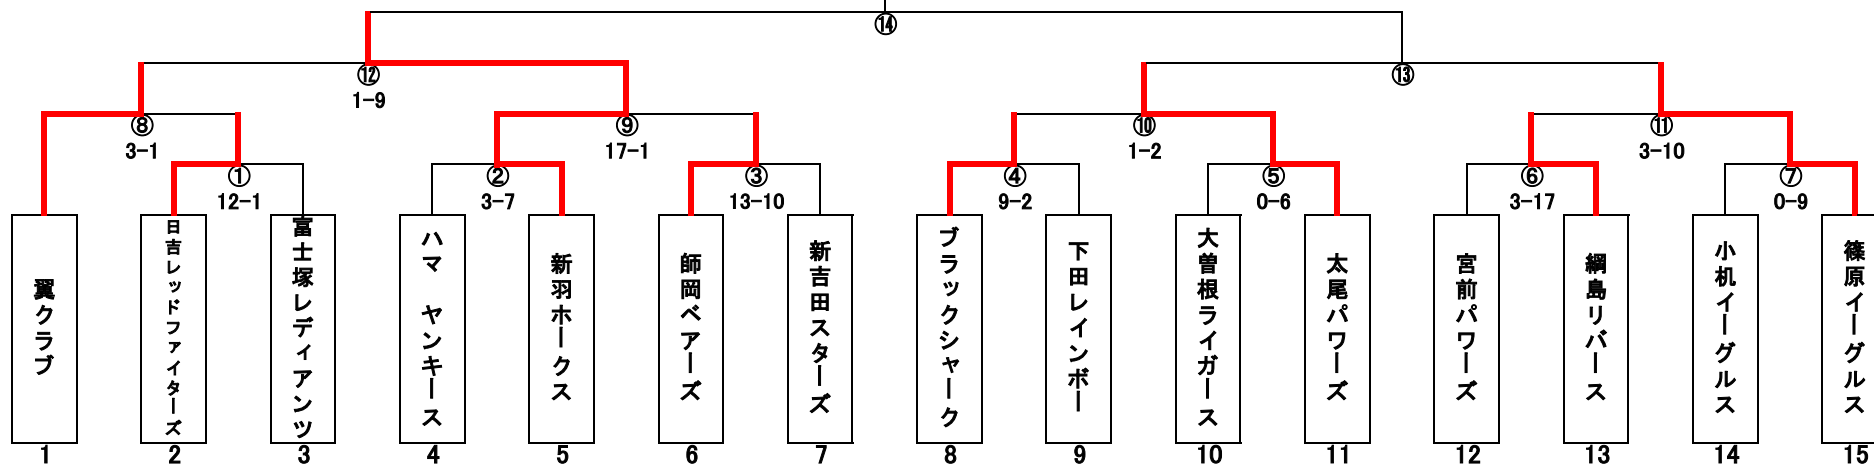 ⑭
⑫
⑬
1-9
⑧
⑨
⑩
⑪
3-1
17-1
1-2
3-10
①
②
③
④
⑤
⑥
⑦
12-1
3-7
13-10
9-2
0-6
3-17
0-9
翼クラブ
日吉レッドファイターズ
富士塚レディアンツ
ハマ ヤンキース
新羽ホークス
師岡ベアーズ
新吉田スターズ
ブラックシャーク
下田レインボー
大曽根ライガース
太尾パワーズ
宮前パワーズ
綱島リバース
小机イーグルス
篠原イーグルス
1
2
3
4
5
6
7
8
9
10
11
12
13
14
15